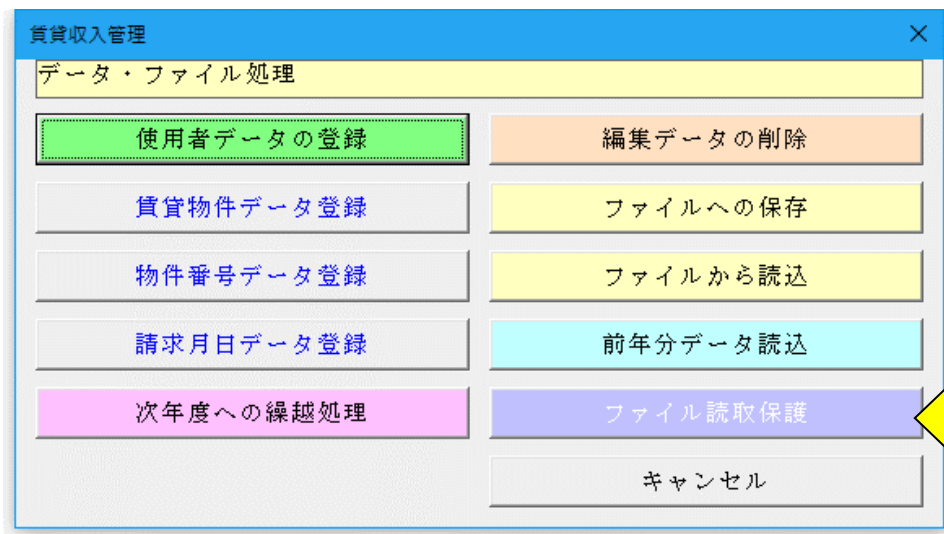 賃貸収入管理
データ・ファイル処理
使用者データの登録
編集データの削除
賃貸物件データ登録
ファイルへの保存
物件番号データ登録
ファイルから読込
請求月日データ登録
前年分データ読込
次年度への繰越処理
ファイル読取保護
キャンセル